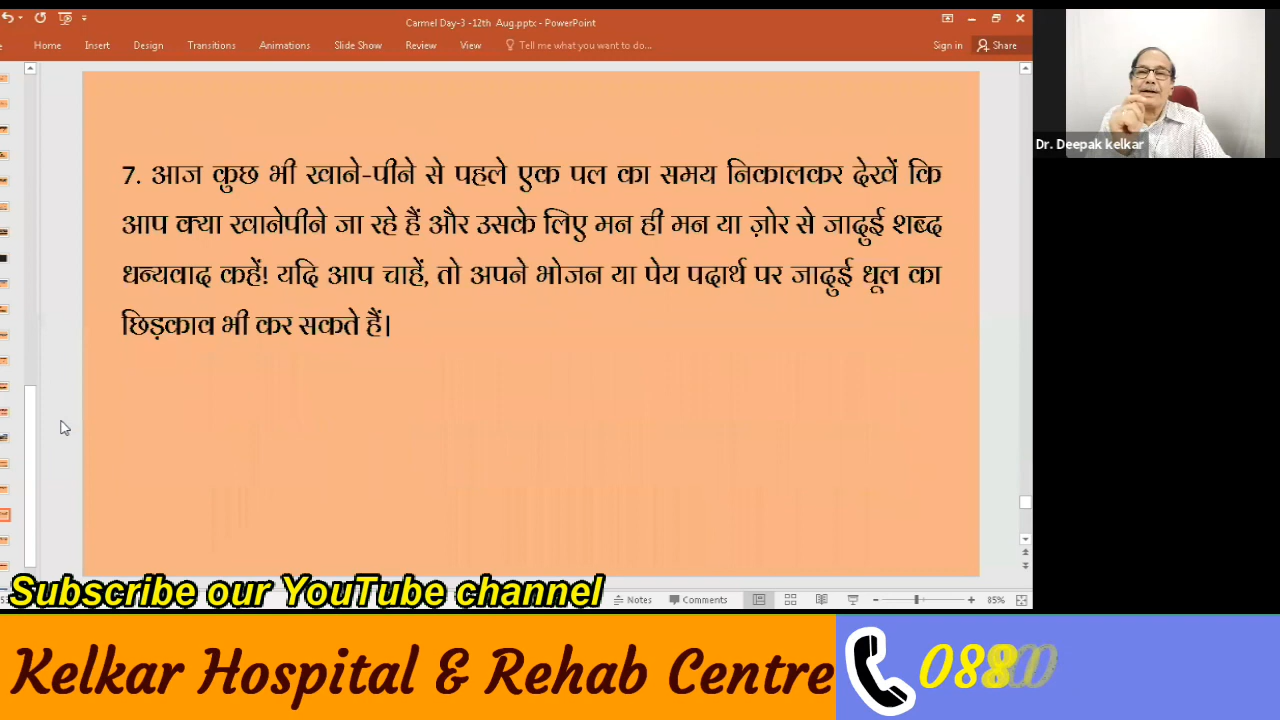 Carmel Day-3 -12th Aug.pptx - PowerPoint
Home Insert Design Transitions Animations Slide Show Review View Tell me what you want to do... Sign in Share
Dr. Deepak kelkar
7. आज कुछ भी खाने-पीने से पहले एक पल का समय निकालकर देखें कि
आप क्या खानेपीने जा रहे हैं और उसके लिए मन ही मन या ज़ोर से जादुई शब्द
धन्यवाद कहें! यदि आप चाहें, तो अपने भोजन या पेय पदार्थ पर जादुई धूल का
छिड़काव भी कर सकते हैं।
Subscribe our YouTube channel
Notes Comments 85%
Kelkar Hospital & Rehab Centre
088